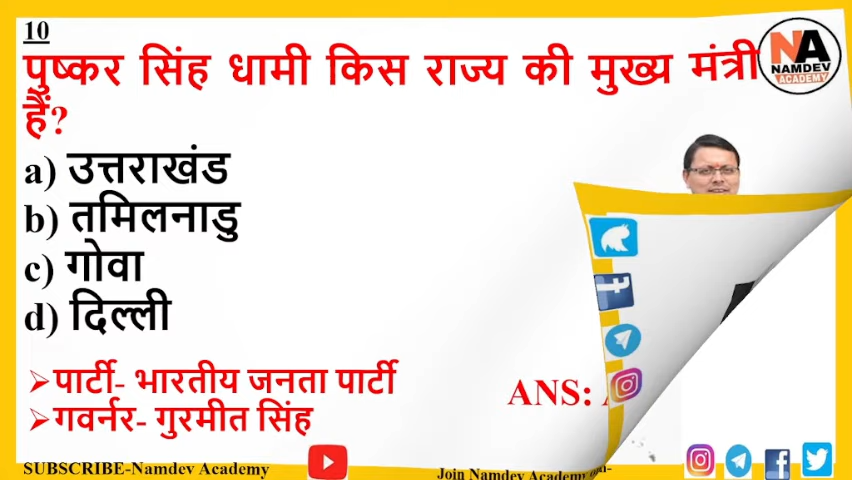 10
पुष्कर सिंह धामी किस राज्य की मुख्य मंत्री
हैं?
a) उत्तराखंड
b) तमिलनाडु
c) गोवा
d) दिल्ली
➢पार्टी- भारतीय जनता पार्टी
➢गवर्नर- गुरमीत सिंह
ANS:
NA
NAMDEV
ACADEMY
SUBSCRIBE-Namdev Academy
Join Namdev Academy